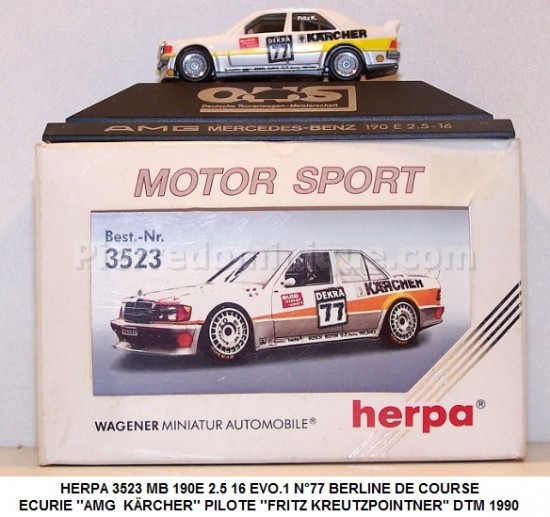 Fritz K.
DEKRA
77
KÄRCHER
Deutsche Tourenwagen-Meisterschaft
AMG MERCEDES-BENZ 190 E 2.5-16
MOTOR SPORT
Best.-Nr.
3523
DEKRA
77
KÄRCHER
WAGENER MINIATUR AUTOMOBILE®
herpa®
HERPA 3523 MB 190E 2.5 16 EVO.1 N°77 BERLINE DE COURSE
ECURIE "AMG KÄRCHER" PILOTE "FRITZ KREUTZPOINTNER" DTM 1990